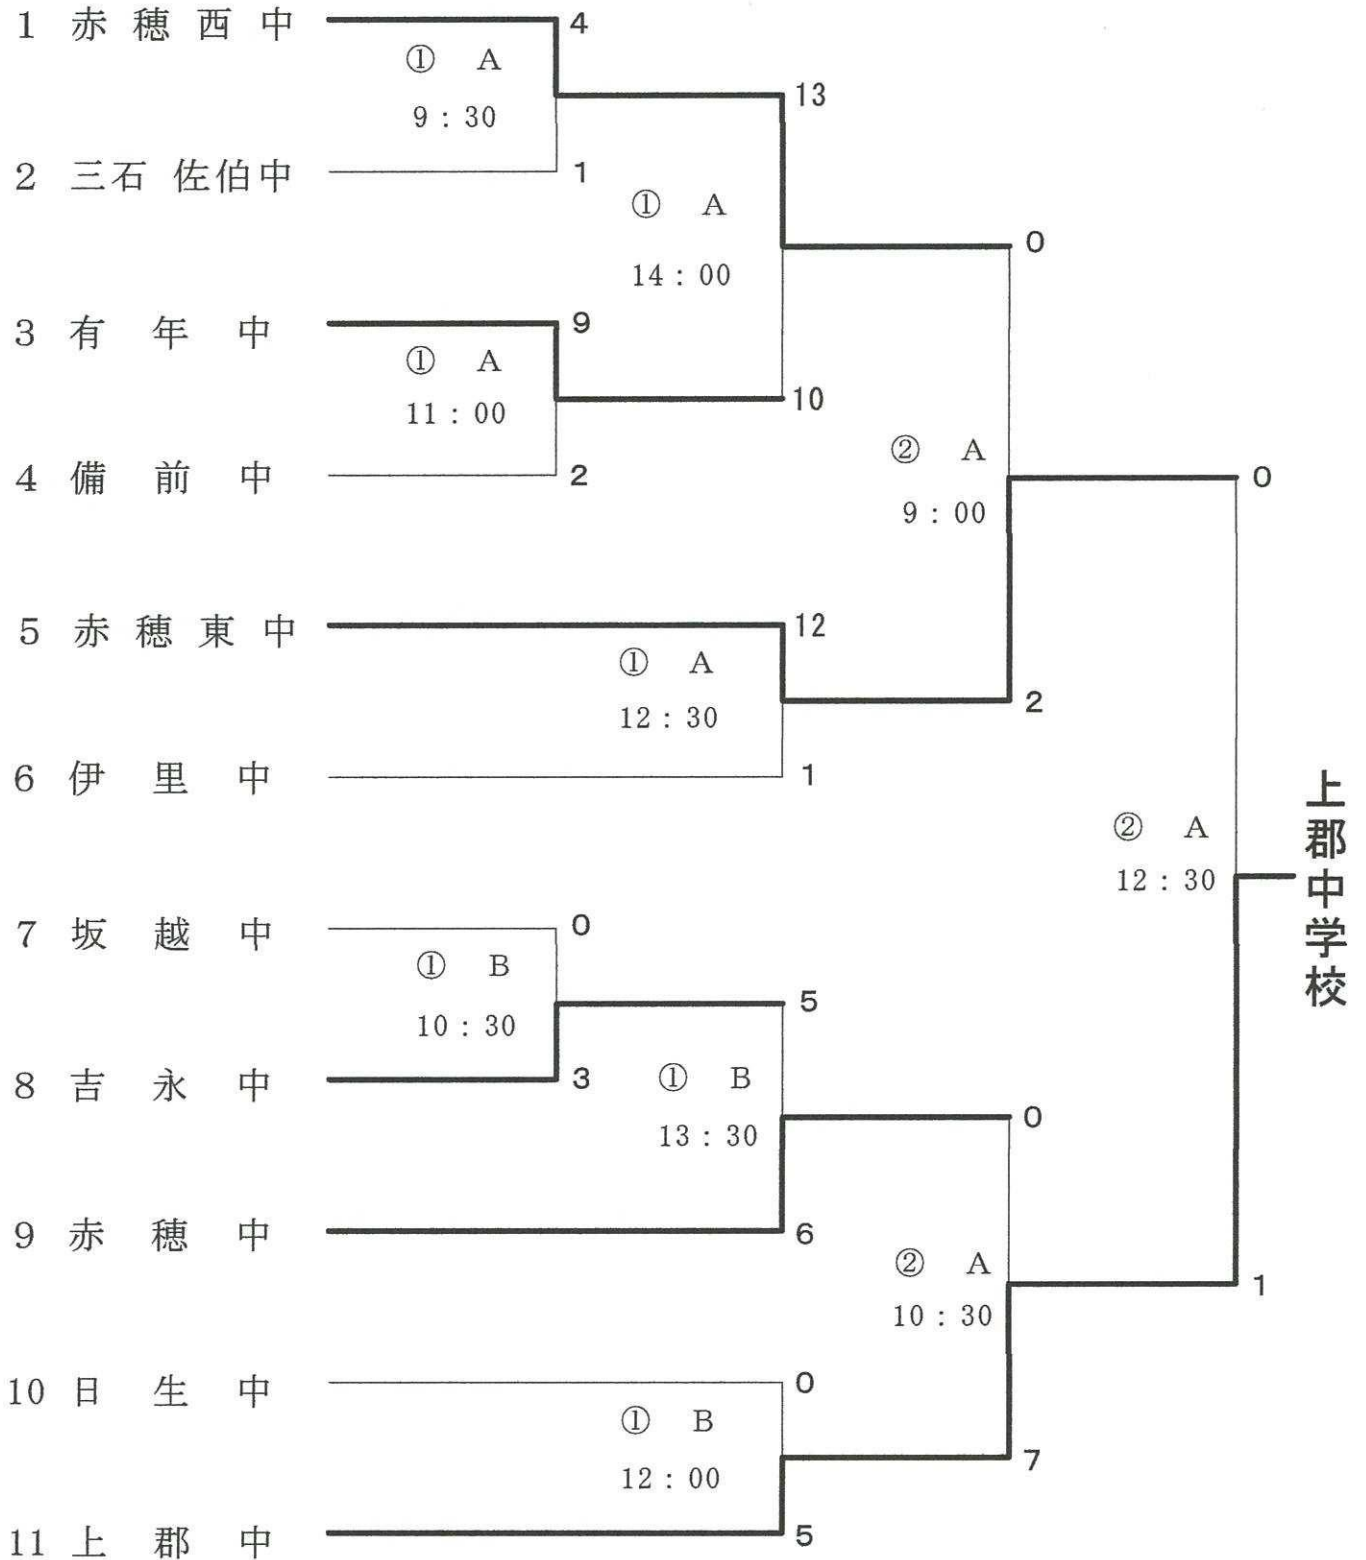 1 赤穂西中
4
① A
9:30
13
2 三石 佐伯中
1
① A
14:00
0
3 有年中
9
① A
11:00
10
4 備前中
2
② A
9:00
0
5 赤穂東中
12
① A
12:30
2
6 伊里中
1
② A
12:30
上郡中学校
7 坂越中
0
① B
10:30
5
8 吉永中
3
① B
13:30
0
9 赤穂中
6
② A
10:30
1
10 日生中
0
① B
12:00
7
11 上郡中
5